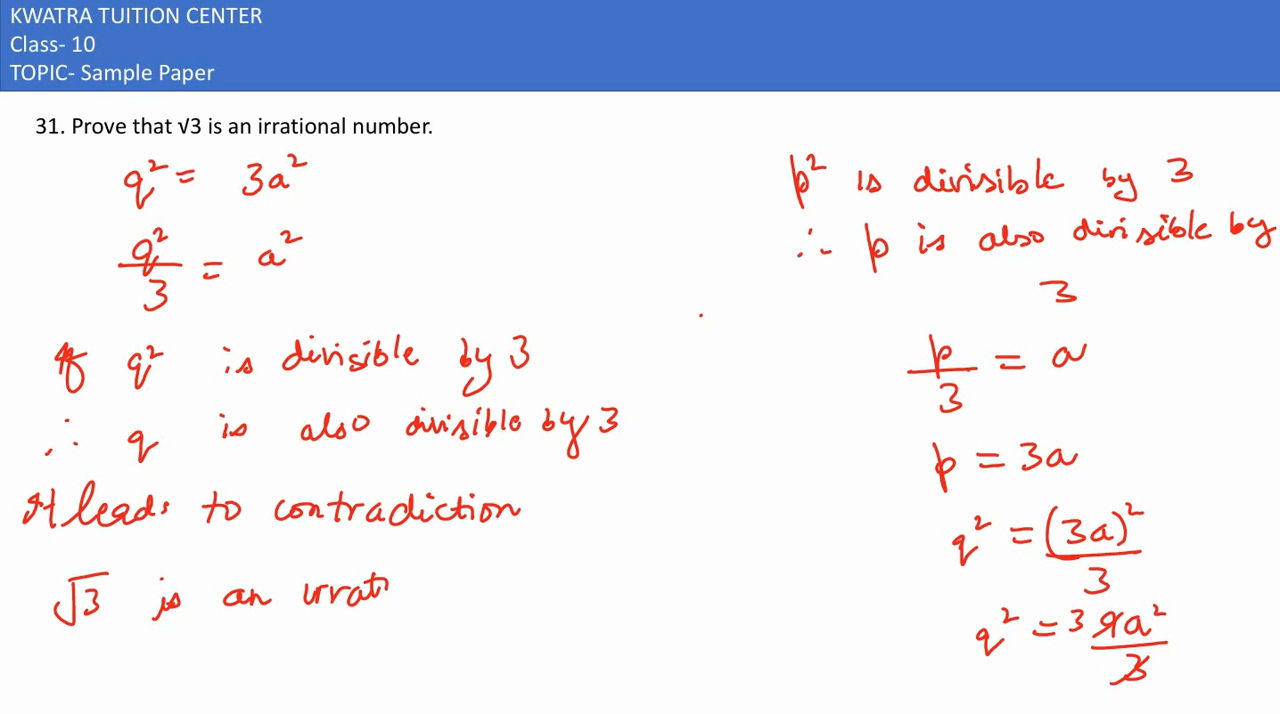 KWATRA TUITION CENTER
Class- 10
TOPIC- Sample Paper
31. Prove that √3 is an irrational number.
q² = 3a²
q²/3 = a²
If q² is divisible by 3
∴ q is also divisible by 3
It leads to contradiction
√3 is an irrat
p² is divisible by 3
∴ p is also divisible by
3
p/3 = a
p = 3a
q² = (3a)²/3
q² = 3 9a²/3